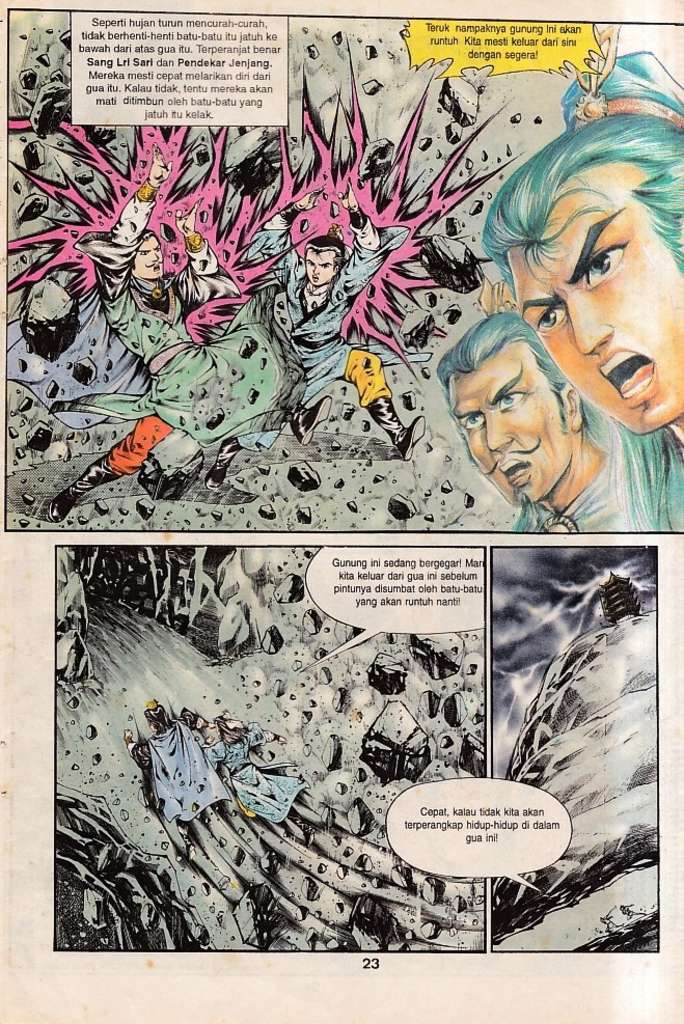 Seperti hujan turun mencurah-curah,
tidak berhenti-henti batu-batu itu jatuh ke
bawah dari atas gua itu. Terperanjat benar
Sang Lri Sari dan Pendekar Jenjang.
Mereka mesti cepat melarikan diri dari
gua itu. Kalau tidak, tentu mereka akan
mati ditimbun oleh batu-batu yang
jatuh itu kelak.
Teruk nampaknya gunung Ini akan
runtuh Kita mesti keluar dari sini
dengan segera!
Gunung ini sedang bergegar! Mari
kita keluar dari gua ini sebelum
pintunya disumbat oleh batu-batu
yang akan runtuh nanti!
Cepat, kalau tidak kita akan
terperangkap hidup-hidup di dalam
gua ini!
23